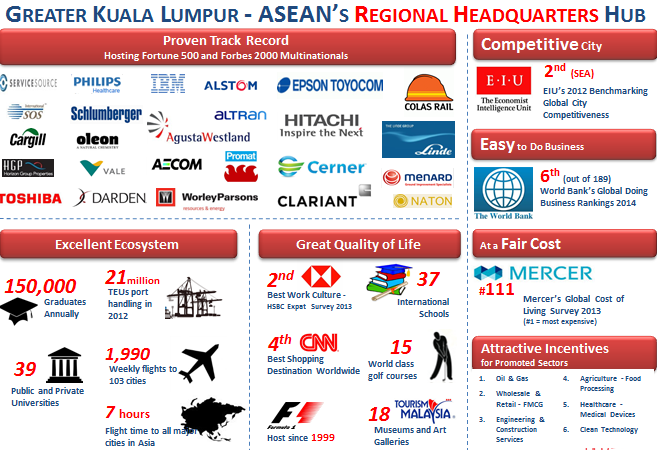 GREATER KUALA LUMPUR - ASEAN'S REGIONAL HEADQUARTERS HUB
Proven Track Record
Hosting Fortune 500 and Forbes 2000 Multinationals
SERVICESOURCE
PHILIPS
Healthcare
IBM
ALSTOM
EPSON TOYOCOM
COLAS RAIL
International
SOS
Schlumberger
ALTRAN
AgustaWestland
HITACHI
Inspire the Next
THE LINDE GROUP
Linde
Cargill
oleon
A NATURAL CHEMISTRY
HGP
Horizon Group Properties
VALE
AECOM
Promat
Cerner
MENARD
TOSHIBA
DARDEN
WorleyParsons
resources & energy
CLARIANT
NATON
Competitive City
E·I·U
The Economist
Intelligence Unit
2nd (SEA)
EIU's 2012 Benchmarking
Global City
Competitiveness
Easy to Do Business
The World Bank
6th (out of 189)
World Bank's Global Doing
Business Rankings 2014
At a Fair Cost
MERCER
#111
Mercer's Global Cost of
Living Survey 2013
(#1 = most expensive)
Attractive Incentives
for Promoted Sectors
1. Oil & Gas
2. Wholesale &
Retail - FMCG
3. Engineering &
Construction
Services
4. Agriculture - Food
Processing
5. Healthcare -
Medical Devices
6. Clean Technology
Excellent Ecosystem
150,000
Graduates
Annually
21 million
TEUs port
handling in
2012
39
Public and Private
Universities
1,990
Weekly flights to
103 cities
7 hours
Flight time to all major
cities in Asia
Great Quality of Life
2nd
Best Work Culture -
HSBC Expat Survey 2013
37
International
Schools
4th
CNN
Best Shopping
Destination Worldwide
15
World class
golf courses
F1
Formula 1
Host since 1999
18
TOURISM
MALAYSIA
Museums and Art
Galleries